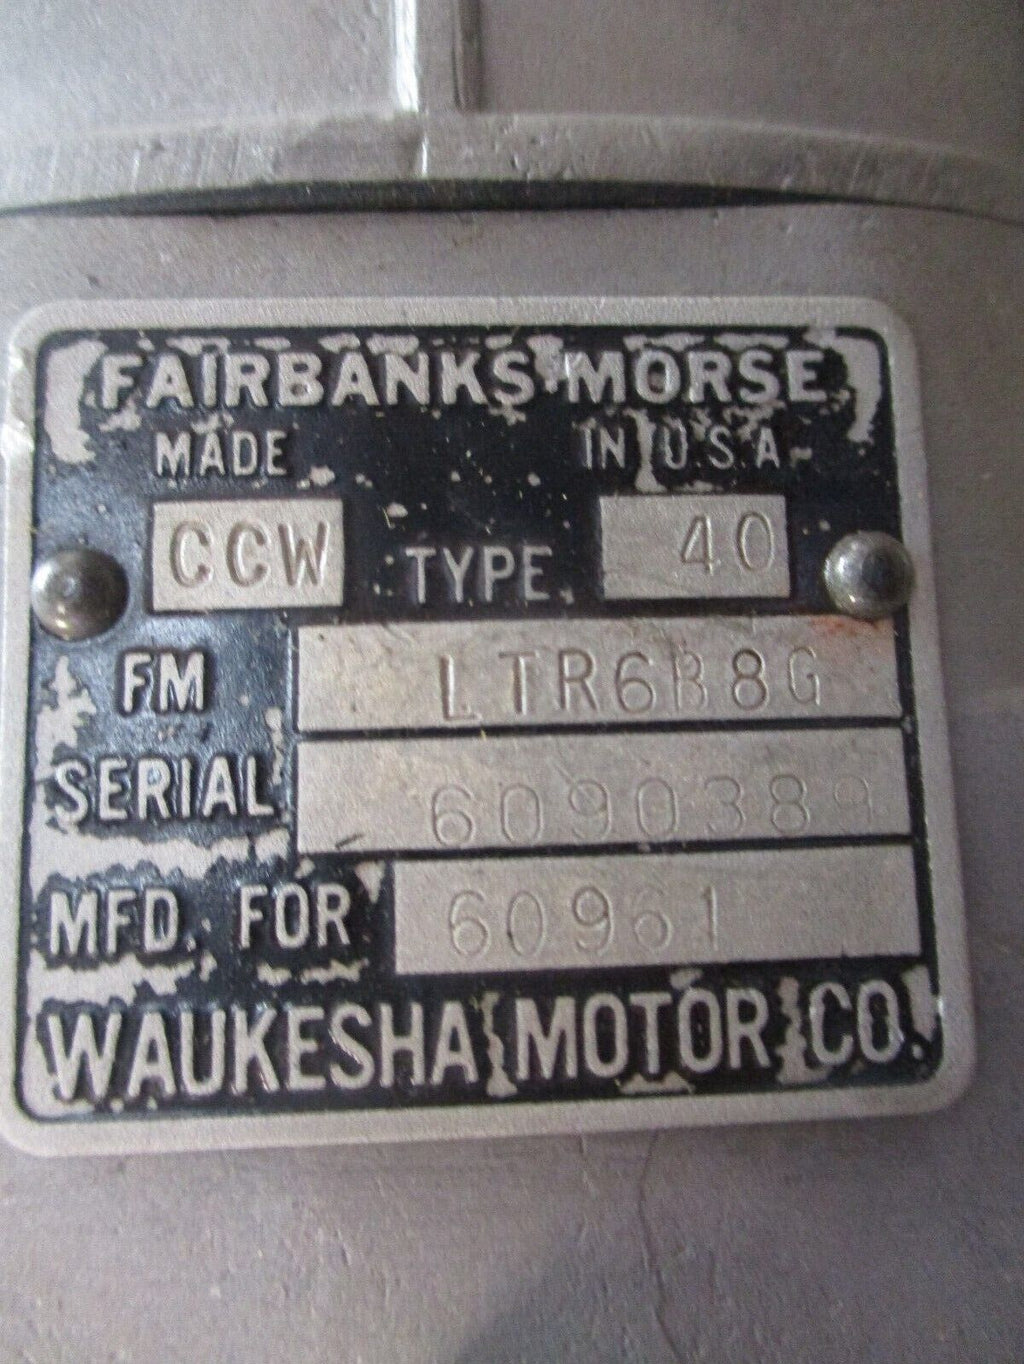 FAIRBANKS MORSE
MADE IN U.S.A.
CCW TYPE 40
FM LTR6B8G
SERIAL 6090389
MFD. FOR 60961
WAUKESHA MOTOR CO.